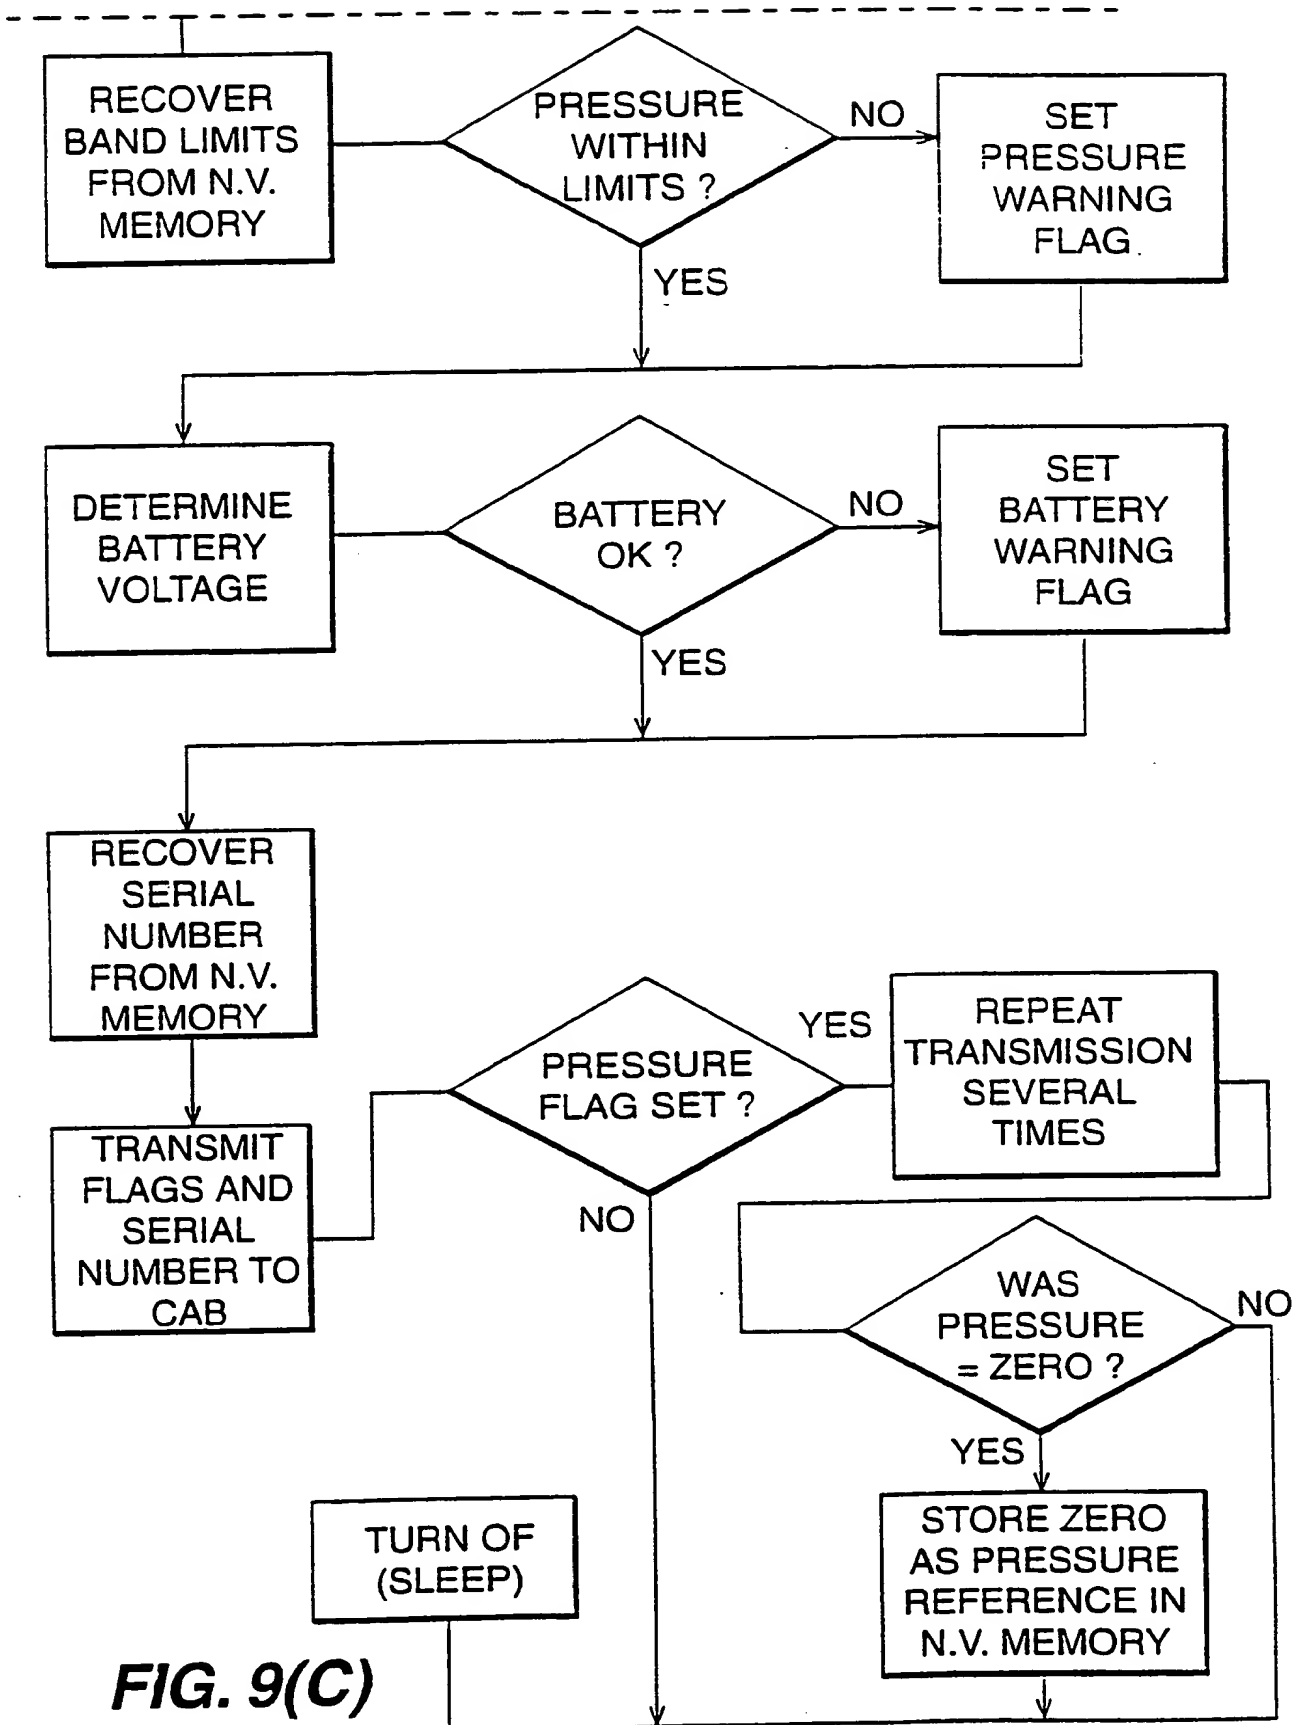 RECOVER
BAND LIMITS
FROM N.V.
MEMORY
PRESSURE
WITHIN
LIMITS ?
NO
SET
PRESSURE
WARNING
FLAG
YES
DETERMINE
BATTERY
VOLTAGE
BATTERY
OK ?
NO
SET
BATTERY
WARNING
FLAG
YES
RECOVER
SERIAL
NUMBER
FROM N.V.
MEMORY
TRANSMIT
FLAGS AND
SERIAL
NUMBER TO
CAB
PRESSURE
FLAG SET ?
YES
REPEAT
TRANSMISSION
SEVERAL
TIMES
NO
WAS
PRESSURE
= ZERO ?
NO
YES
STORE ZERO
AS PRESSURE
REFERENCE IN
N.V. MEMORY
TURN OF
(SLEEP)
FIG. 9(C)